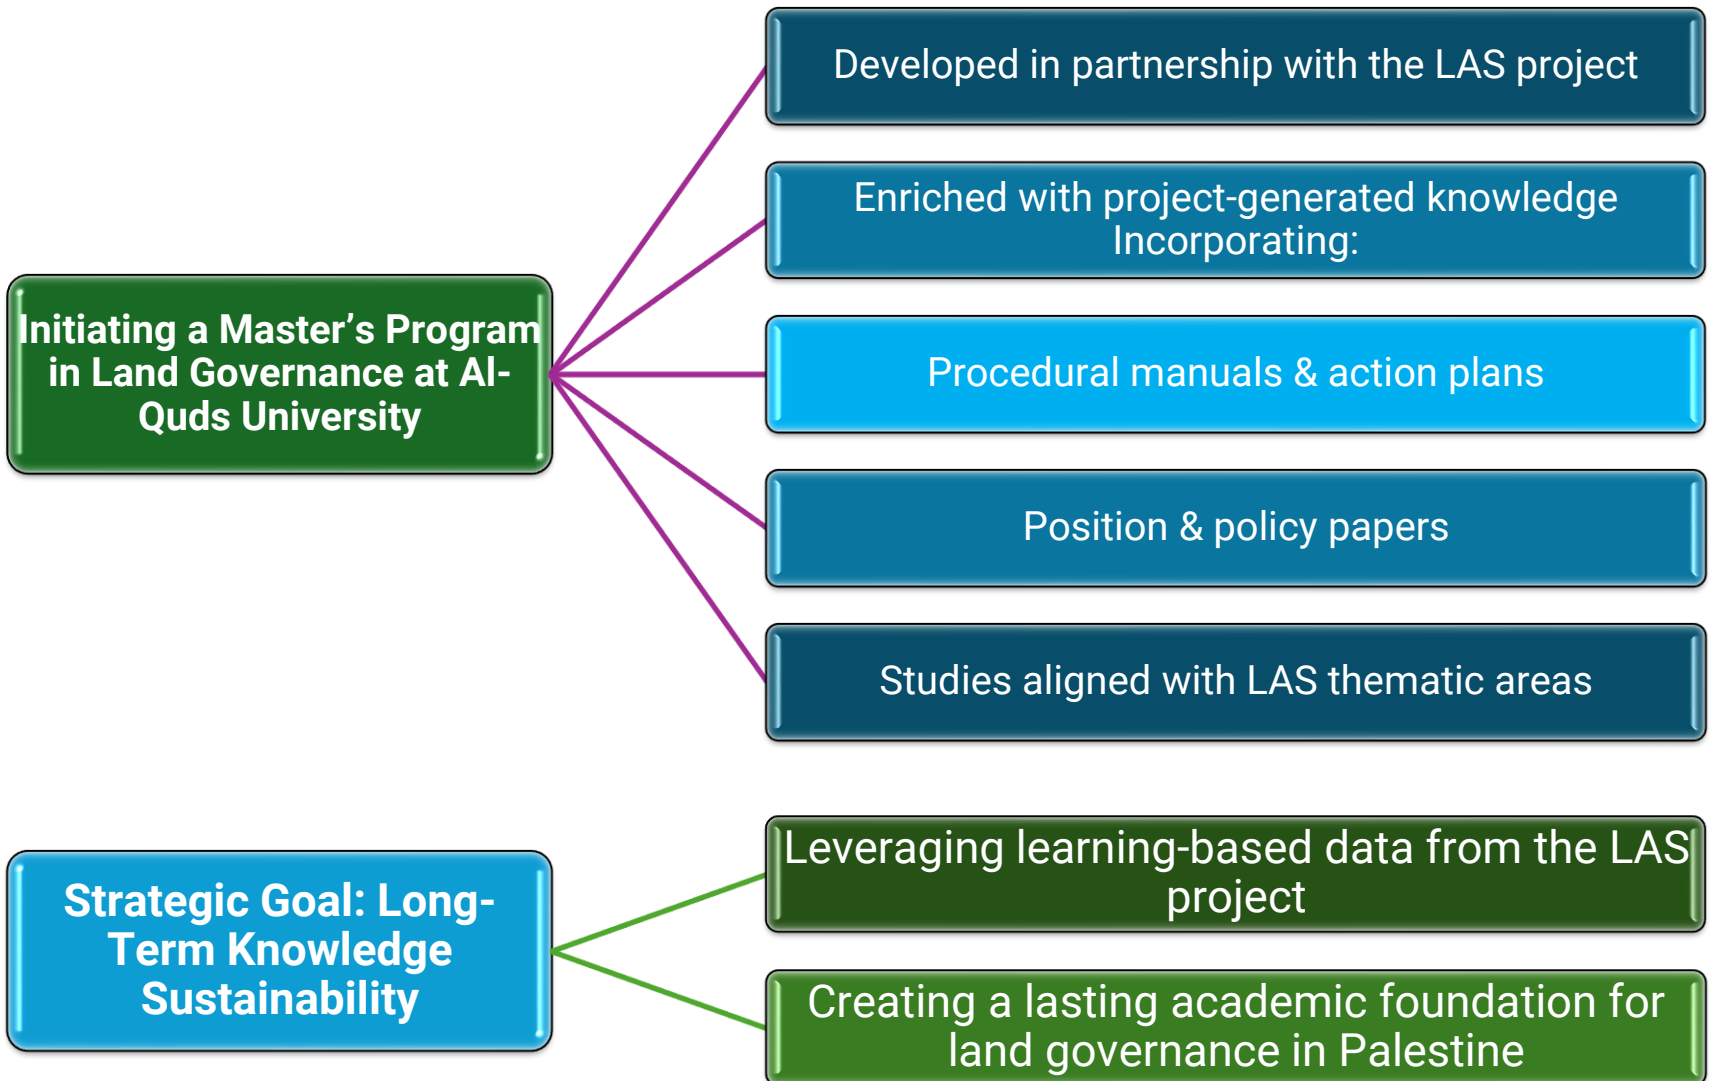 Initiating a Master’s Program
in Land Governance at Al-
Quds University
Developed in partnership with the LAS project
Enriched with project-generated knowledge
Incorporating:
Procedural manuals & action plans
Position & policy papers
Studies aligned with LAS thematic areas
Strategic Goal: Long-
Term Knowledge
Sustainability
Leveraging learning-based data from the LAS
project
Creating a lasting academic foundation for
land governance in Palestine